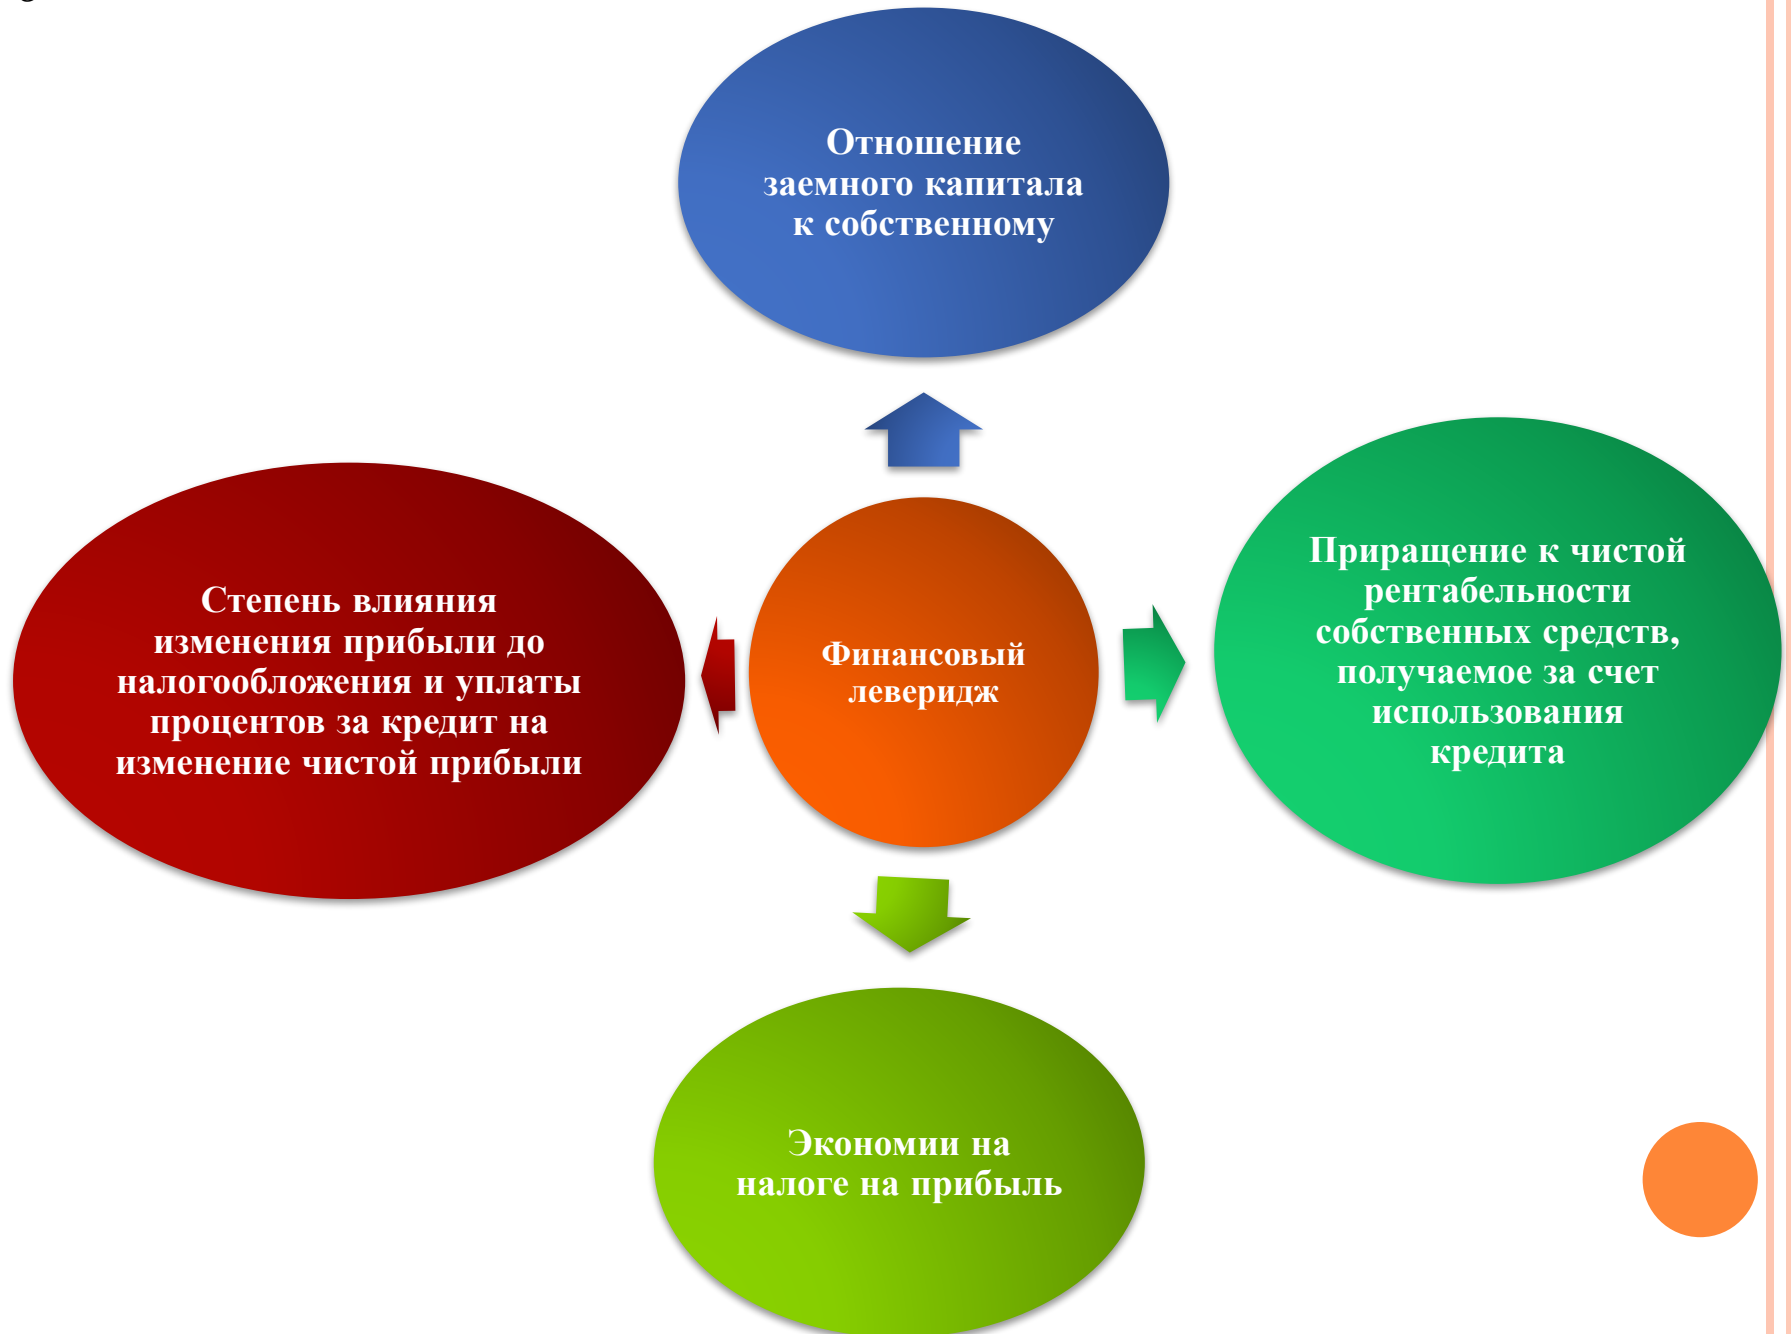 Отношение
заемного капитала
к собственному
Степень влияния
изменения прибыли до
налогообложения и уплаты
процентов за кредит на
изменение чистой прибыли
Финансовый
леверидж
Приращение к чистой
рентабельности
собственных средств,
получаемое за счет
использования
кредита
Экономии на
налоге на прибыль